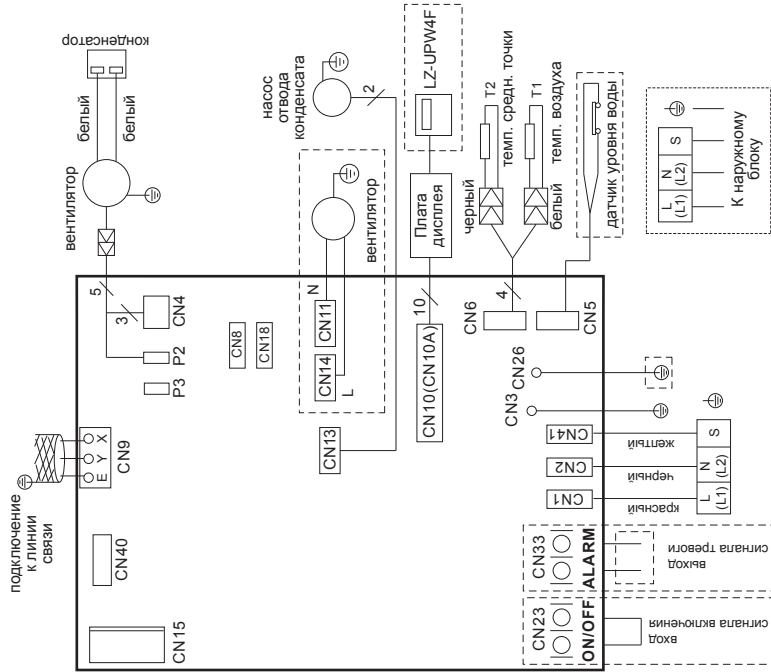 подключение
к линии
связи
CN15
CN40
E
Y
X
CN9
P3
P2
CN4
3
5
вентилятор
белый
белый
конденсатор
CN8
CN18
CN14
CN11
L
N
вентилятор
CN13
насос
отвода
конденсата
2
CN10(CN10A)
10
Плата
дисплея
LZ-UPW4F
CN6
4
черный
белый
T2
темп. средн. точки
T1
темп. воздуха
CN5
датчик уровня воды
CN23
ON/OFF
вход
сигнала включения
CN33
ALARM
выход
сигнала тревоги
CN1
CN2
CN41
красный
черный
желтый
L
(L1)
N
(L2)
S
CN3
CN26
L
(L1)
N
(L2)
S
К наружному
блоку